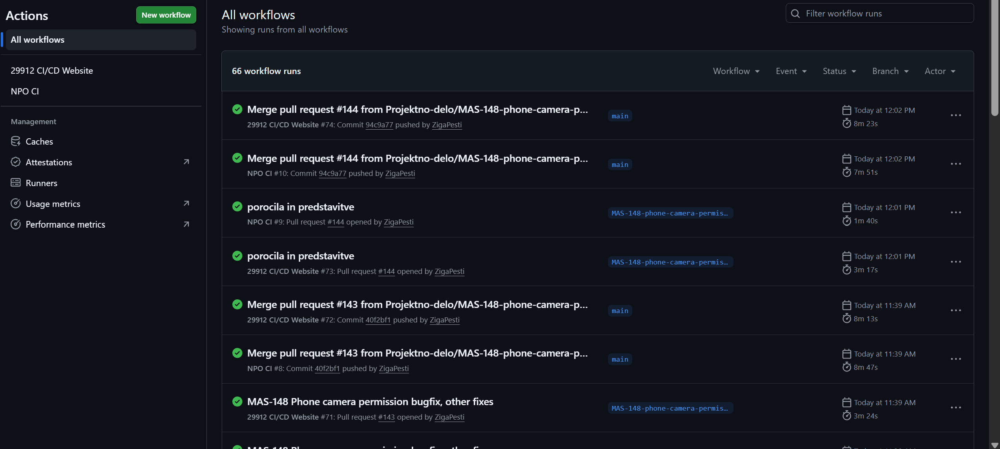 Actions
New workflow
All workflows
29912 CI/CD Website
NPO CI
Management
Caches
Attestations
Runners
Usage metrics
Performance metrics
All workflows
Showing runs from all workflows
Filter workflow runs
66 workflow runs
Workflow
Event
Status
Branch
Actor
Merge pull request #144 from Projektno-delo/MAS-148-phone-camera-p...
29912 CI/CD Website #74: Commit 94c9a77 pushed by ZigaPesti
main
Today at 12:02 PM
8m 23s
Merge pull request #144 from Projektno-delo/MAS-148-phone-camera-p...
NPO CI #10: Commit 94c9a77 pushed by ZigaPesti
main
Today at 12:02 PM
7m 51s
porocila in predstavitve
NPO CI #9: Pull request #144 opened by ZigaPesti
MAS-148-phone-camera-permis...
Today at 12:01 PM
1m 40s
porocila in predstavitve
29912 CI/CD Website #73: Pull request #144 opened by ZigaPesti
MAS-148-phone-camera-permis...
Today at 12:01 PM
3m 17s
Merge pull request #143 from Projektno-delo/MAS-148-phone-camera-p...
29912 CI/CD Website #72: Commit 40f2bf1 pushed by ZigaPesti
main
Today at 11:39 AM
8m 13s
Merge pull request #143 from Projektno-delo/MAS-148-phone-camera-p...
NPO CI #8: Commit 40f2bf1 pushed by ZigaPesti
main
Today at 11:39 AM
8m 47s
MAS-148 Phone camera permission bugfix, other fixes
29912 CI/CD Website #71: Pull request #143 opened by ZigaPesti
MAS-148-phone-camera-permis...
Today at 11:39 AM
3m 24s